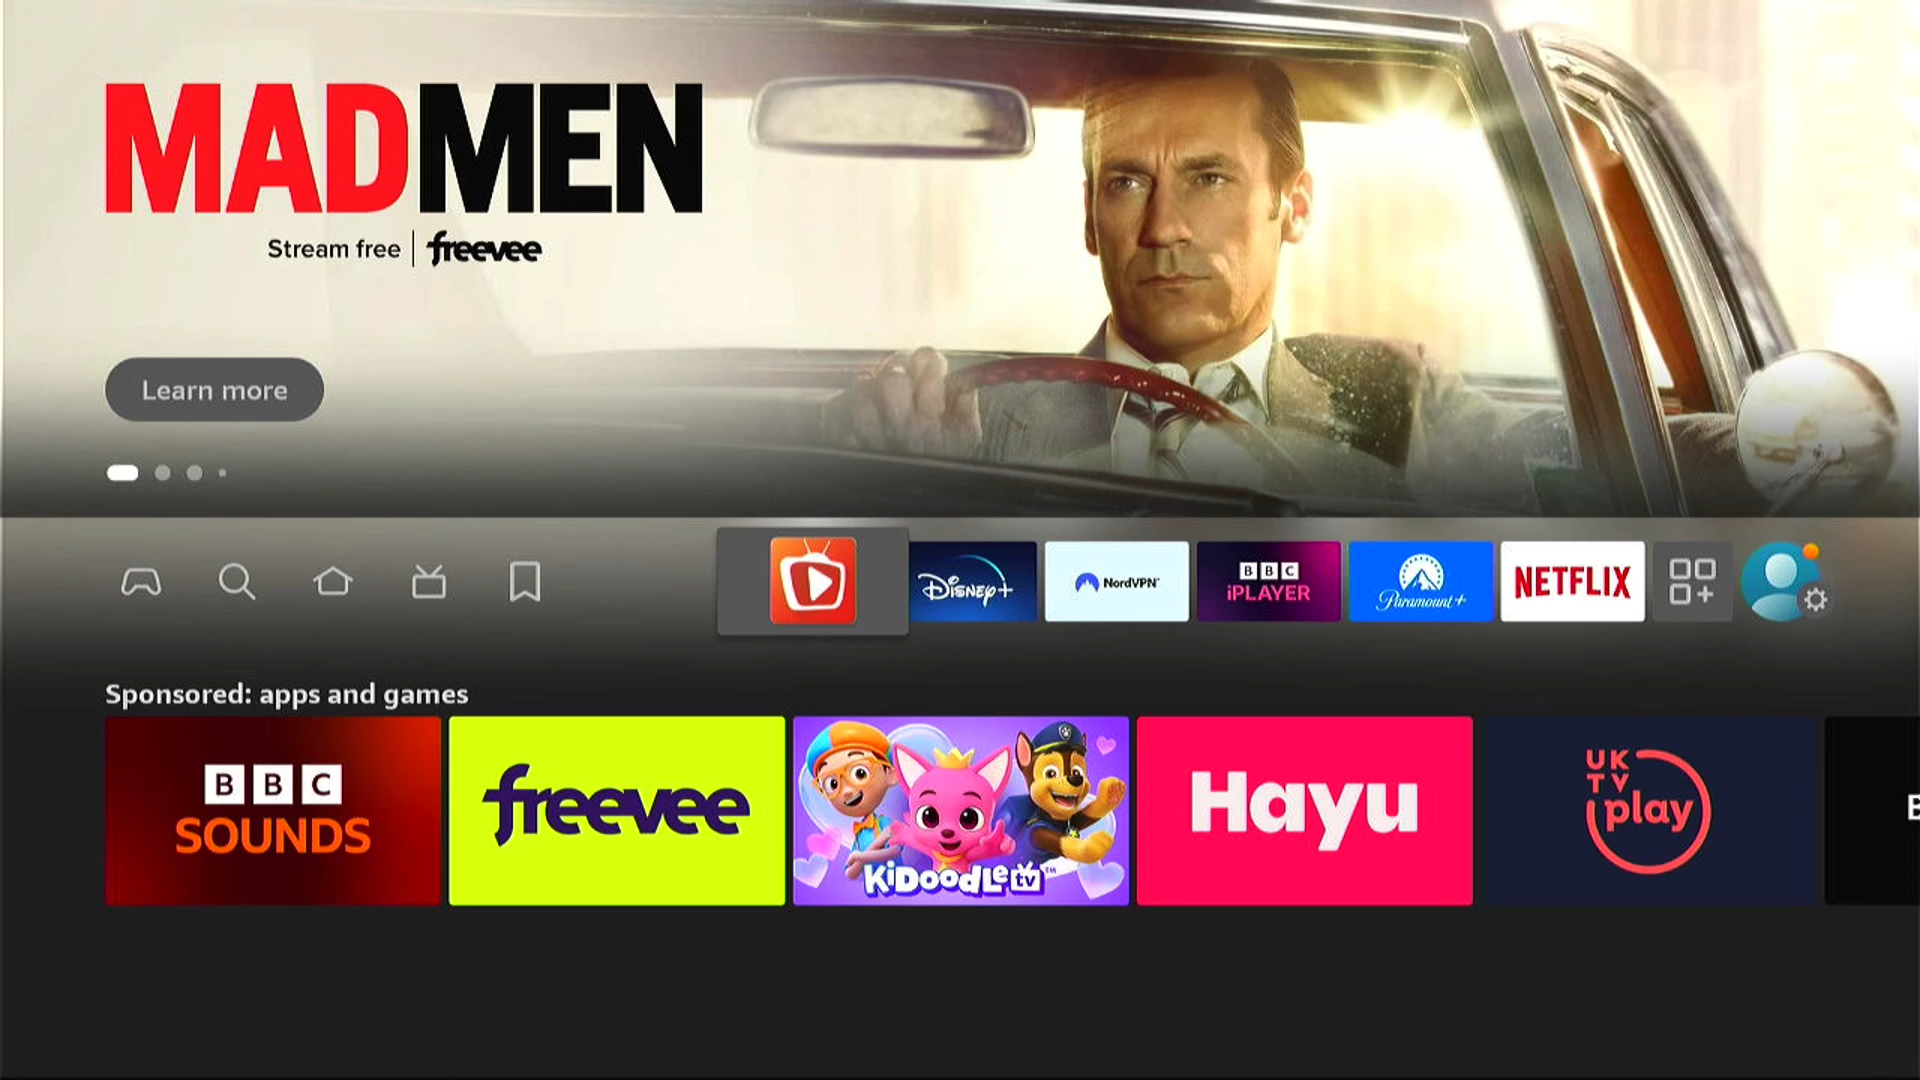 MADMEN
Stream free | freevee
Learn more
Disney+
NordVPN
BBC
iPLAYER
Paramount+
NETFLIX
Sponsored: apps and games
BBC
SOUNDS
freevee
KiDoodLe tv™
Hayu
UK
TV
play